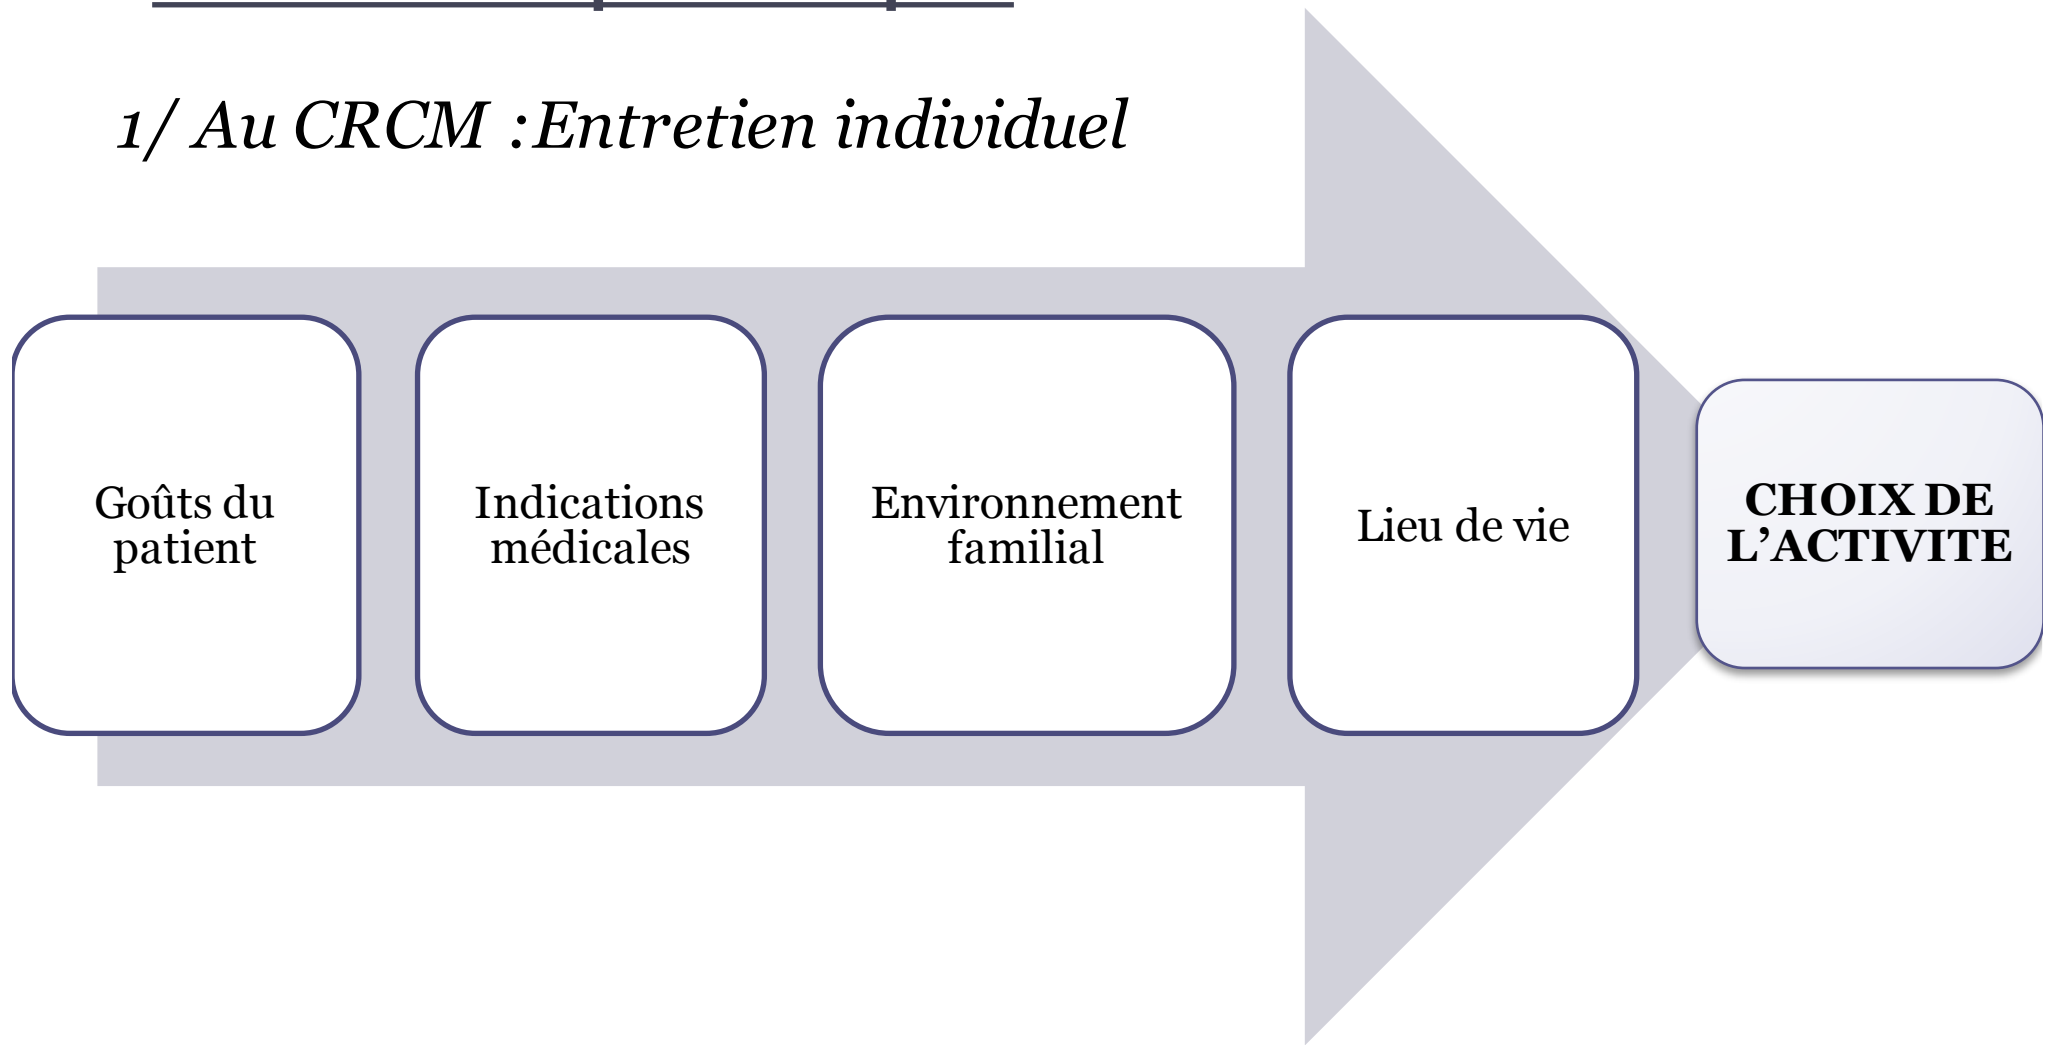 1/ Au CRCM :Entretien individuel
Goûts du
patient
Indications
médicales
Environnement
familial
Lieu de vie
CHOIX DE
L’ACTIVITE